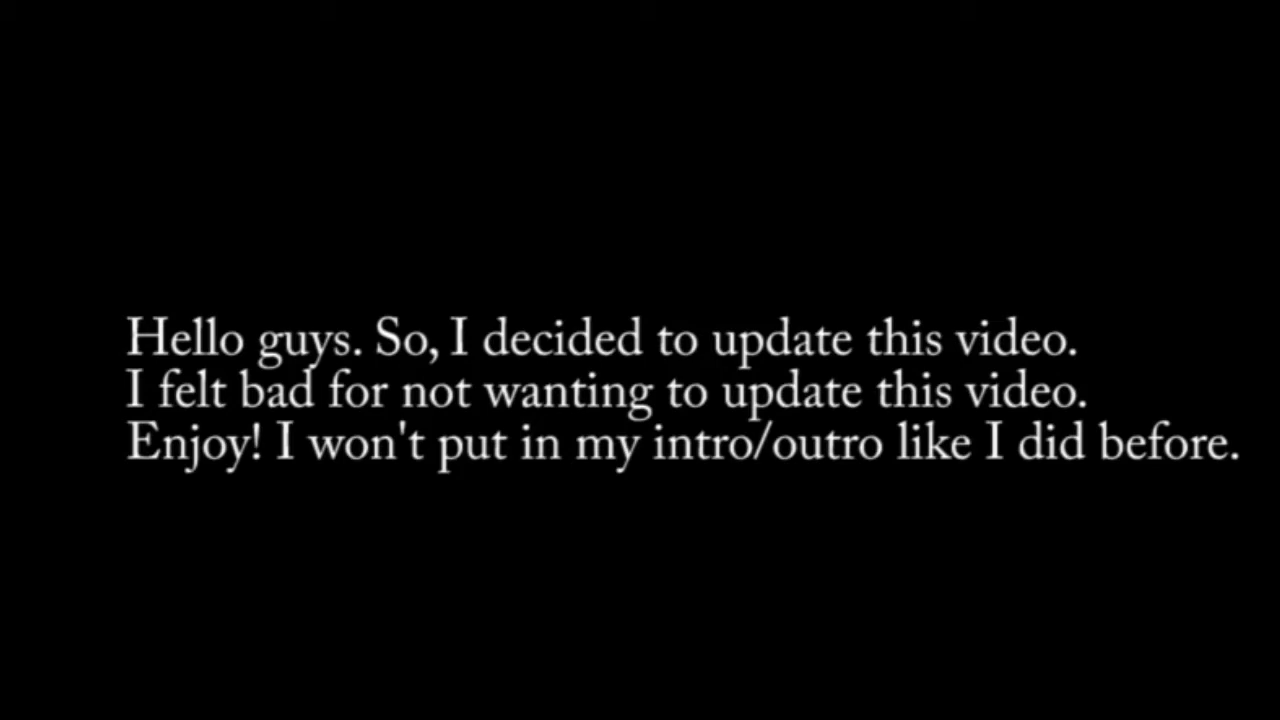 Hello guys. So, I decided to update this video.
I felt bad for not wanting to update this video.
Enjoy! I won't put in my intro/outro like I did before.